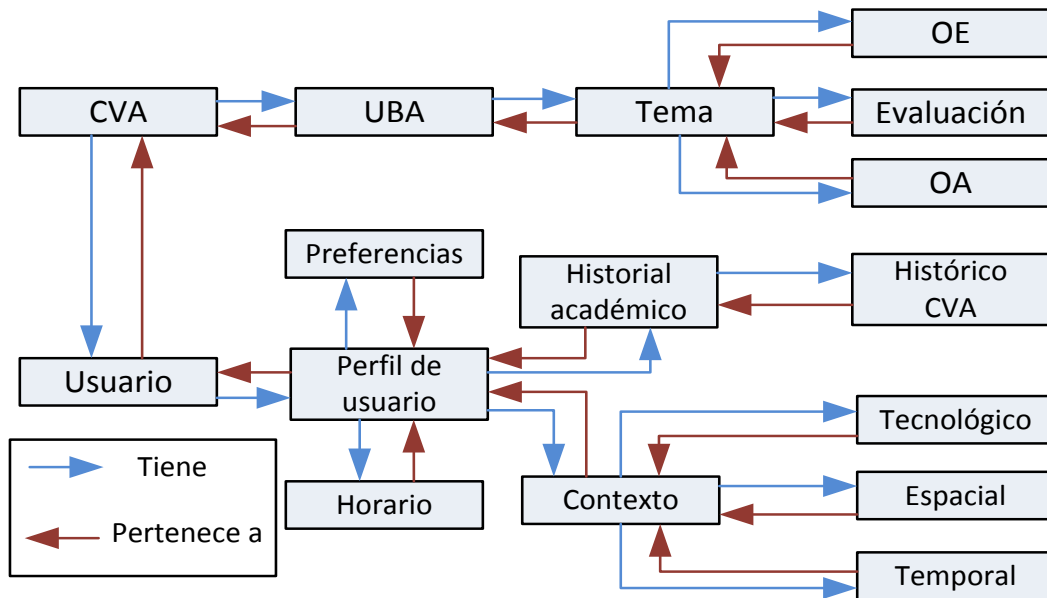 OE
CVA
UBA
Tema
Evaluación
OA
Preferencias
Historial
académico
Histórico
CVA
Usuario
Perfil de
usuario
Tecnológico
Tiene
Horario
Contexto
Espacial
Pertenece a
Temporal